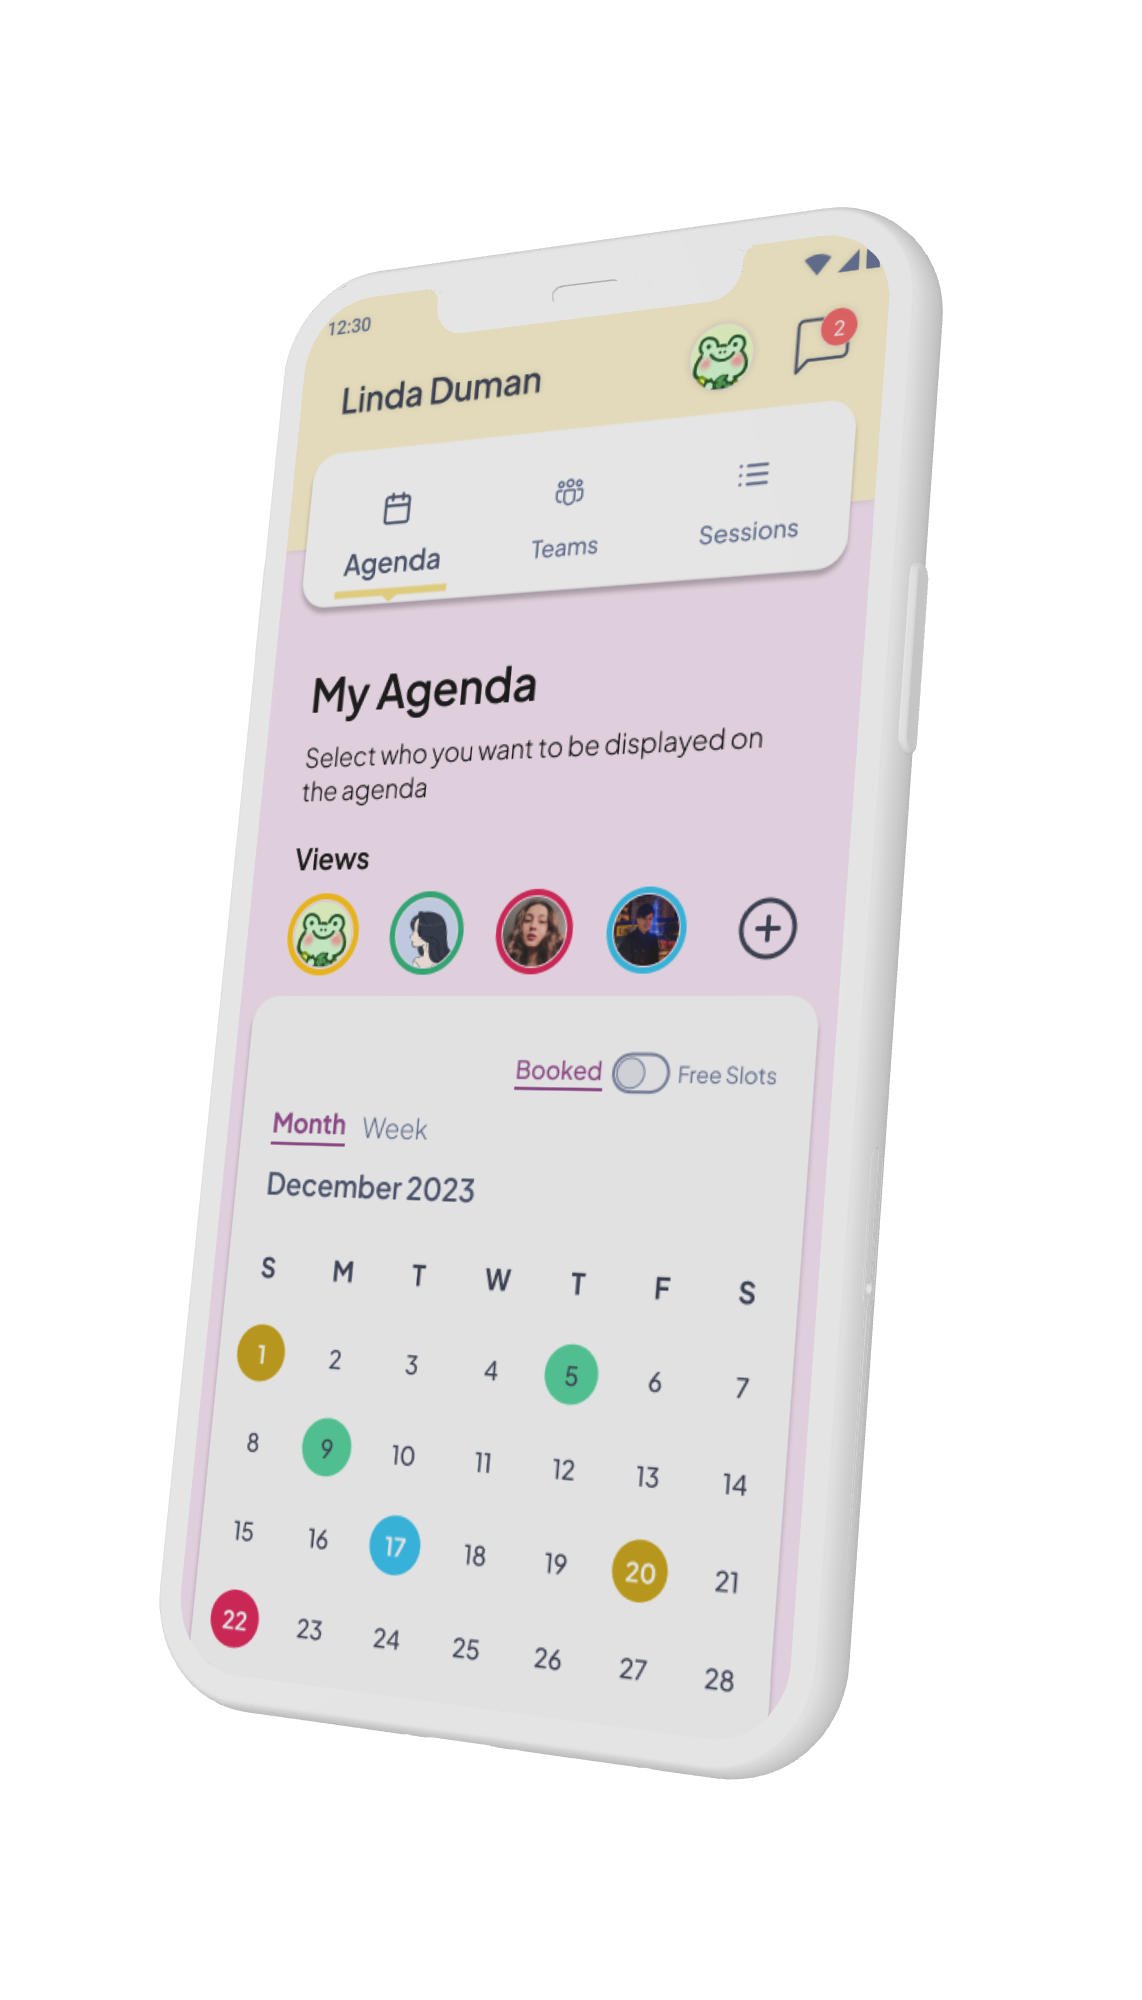 12:30
Linda Duman
2
Agenda
Teams
Sessions
My Agenda
Select who you want to be displayed on
the agenda
Views
Booked
Free Slots
Month Week
December 2023
S M T W T F S
1 2 3 4 5 6 7
8 9 10 11 12 13 14
15 16 17 18 19 20 21
22 23 24 25 26 27 28